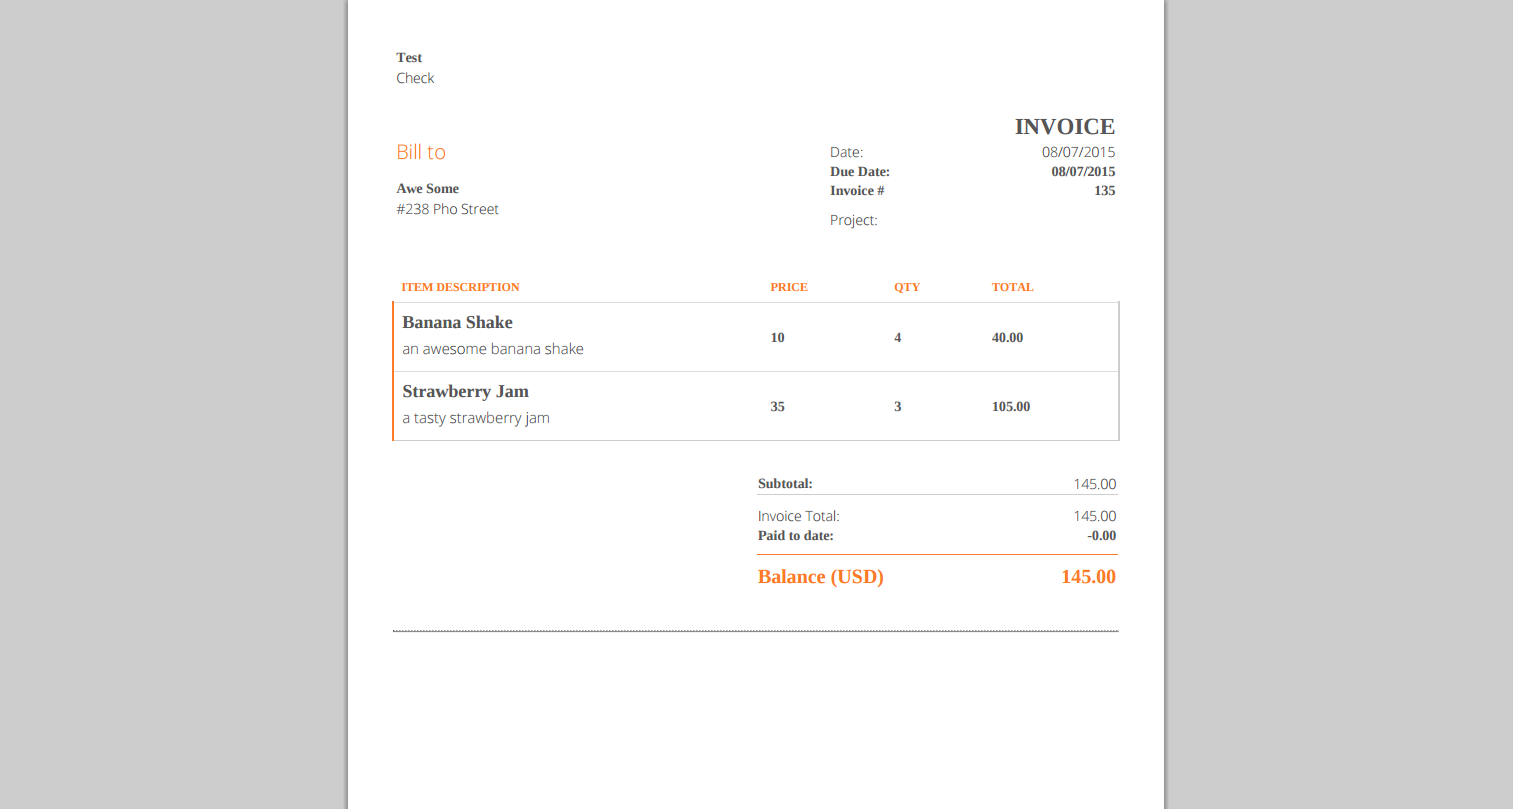 Test
Check
INVOICE
Bill to
Date: 08/07/2015
Due Date: 08/07/2015
Awe Some
Invoice # 135
#238 Pho Street
Project:
ITEM DESCRIPTION PRICE QTY TOTAL
Banana Shake
10 4 40.00
an awesome banana shake
Strawberry Jam
35 3 105.00
a tasty strawberry jam
Subtotal: 145.00
Invoice Total: 145.00
Paid to date: -0.00
Balance (USD) 145.00